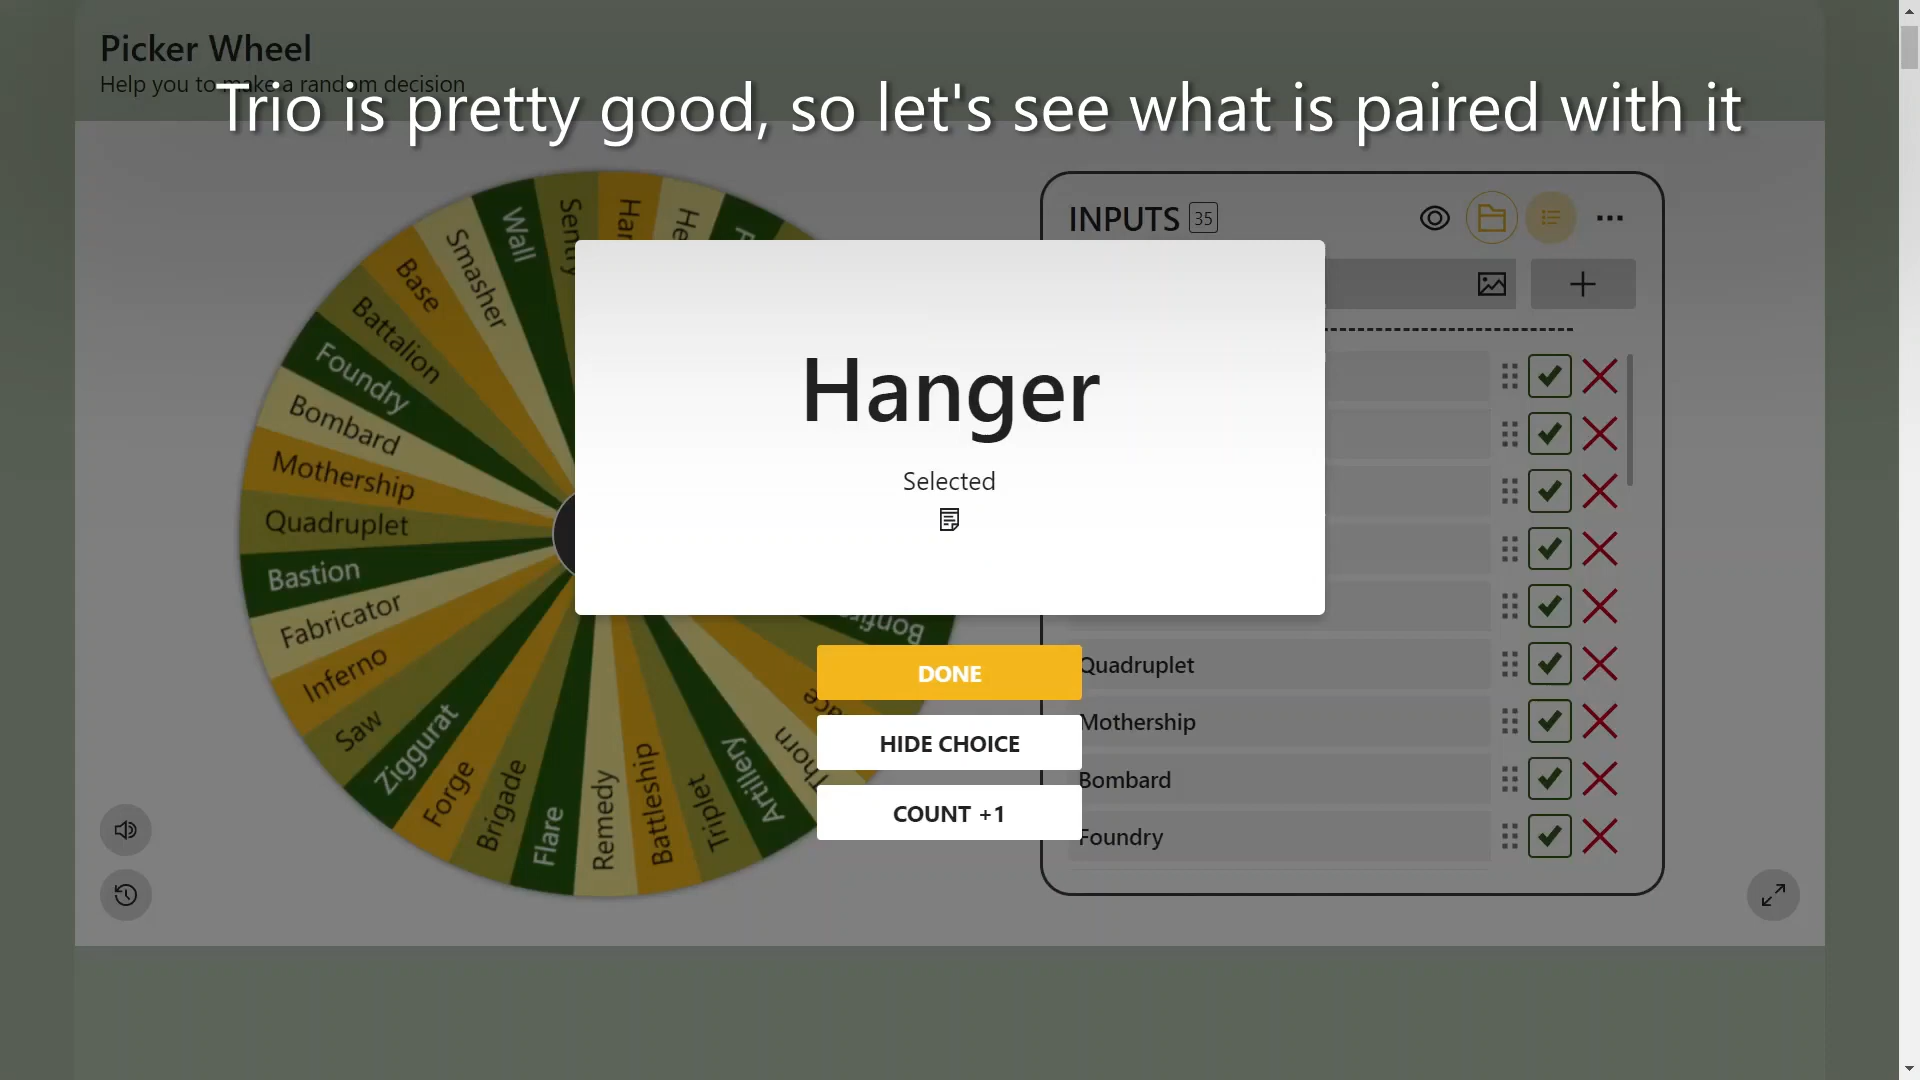 Picker Wheel
Help you to make a random decision
Trio is pretty good, so let's see what is paired with it
INPUTS 35
Wall
Smasher
Base
Battalion
Foundry
Bombard
Mothership
Quadruplet
Bastion
Fabricator
Inferno
Saw
Ziggurat
Forge
Brigade
Flare
Remedy
Battleship
Triplet
Artillery
Thorn
Sentry
Hanger
Selected
DONE
HIDE CHOICE
COUNT +1
Quadruplet
Mothership
Bombard
Foundry